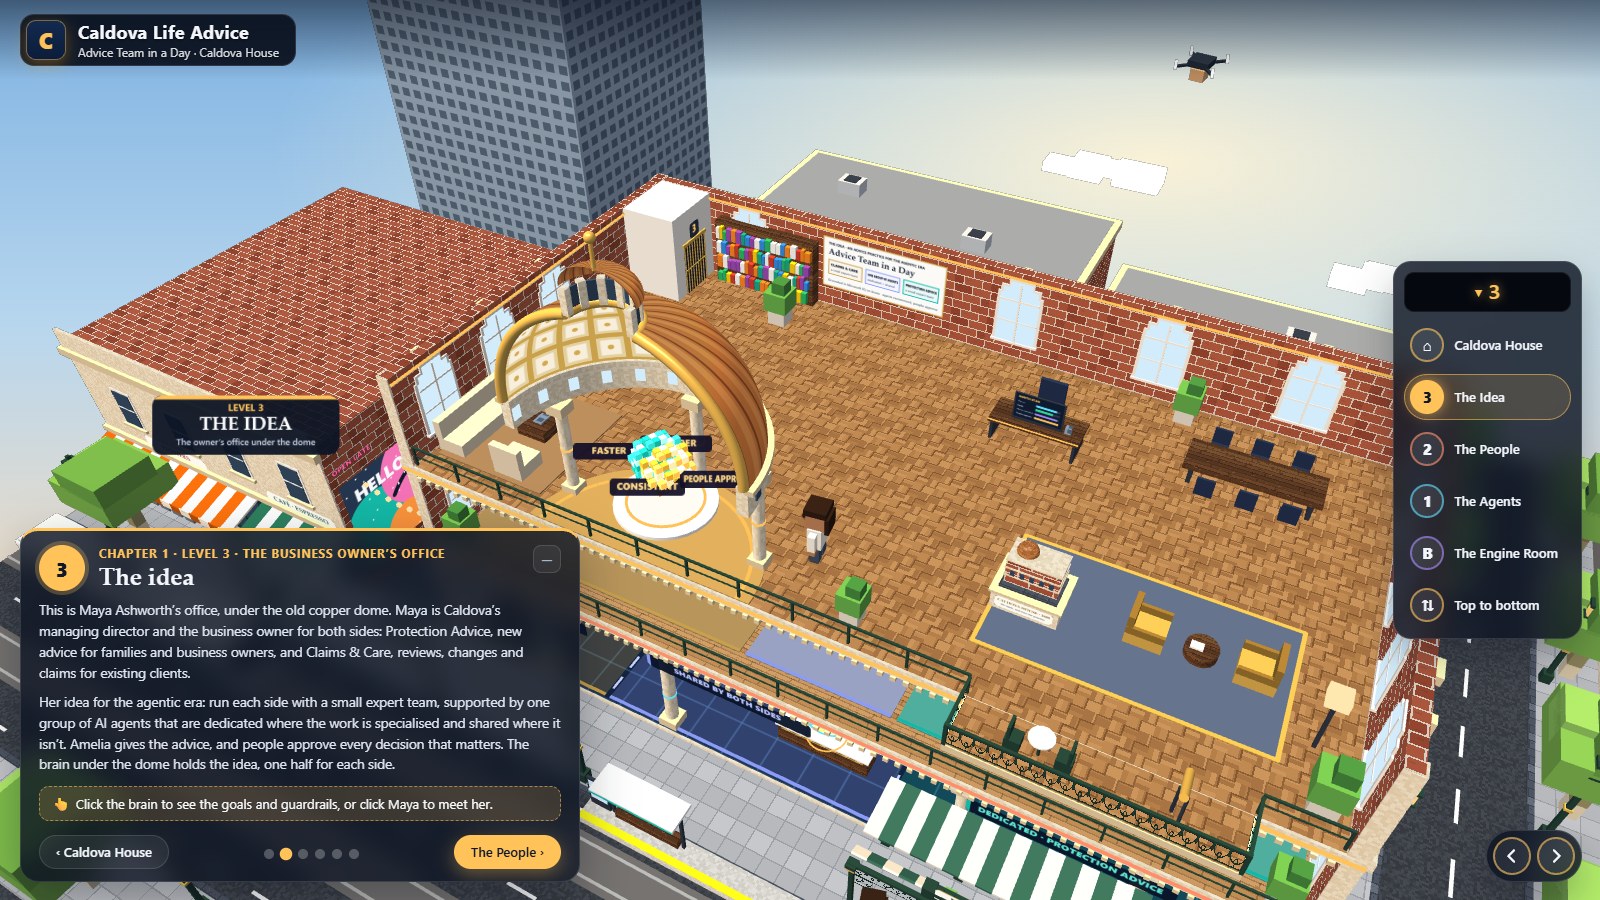 C
Caldova Life Advice
Advice Team in a Day · Caldova House
3
Advice Team in a Day
LEVEL 3
THE IDEA
The owner's office under the dome
OPEN LATE
HELLO
FASTER
CONSISTENT
PEOPLE APPR
SHARED BY BOTH SIDES
DEDICATED · PROTECTION ADVICE
3
CHAPTER 1 · LEVEL 3 · THE BUSINESS OWNER'S OFFICE
The idea
This is Maya Ashworth's office, under the old copper dome. Maya is Caldova's
managing director and the business owner for both sides: Protection Advice, new
advice for families and business owners, and Claims & Care, reviews, changes and
claims for existing clients.
Her idea for the agentic era: run each side with a small expert team, supported by one
group of AI agents that are dedicated where the work is specialised and shared where it
isn't. Amelia gives the advice, and people approve every decision that matters. The
brain under the dome holds the idea, one half for each side.
Click the brain to see the goals and guardrails, or click Maya to meet her.
‹ Caldova House
The People ›
▾ 3
Caldova House
3 The Idea
2 The People
1 The Agents
B The Engine Room
Top to bottom